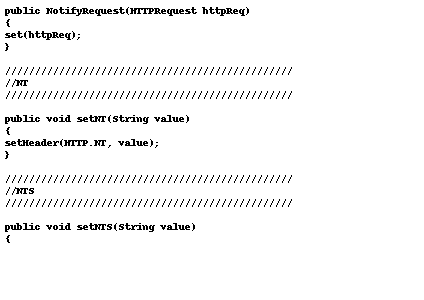 public NotifyRequest(HTTPRequest httpReq)
{
set(httpReq);
}
////////////////////////////////////////////////
//NT
////////////////////////////////////////////////
public void setNT(String value)
{
setHeader(HTTP.NT, value);
}
////////////////////////////////////////////////
//NTS
////////////////////////////////////////////////
public void setNTS(String value)
{